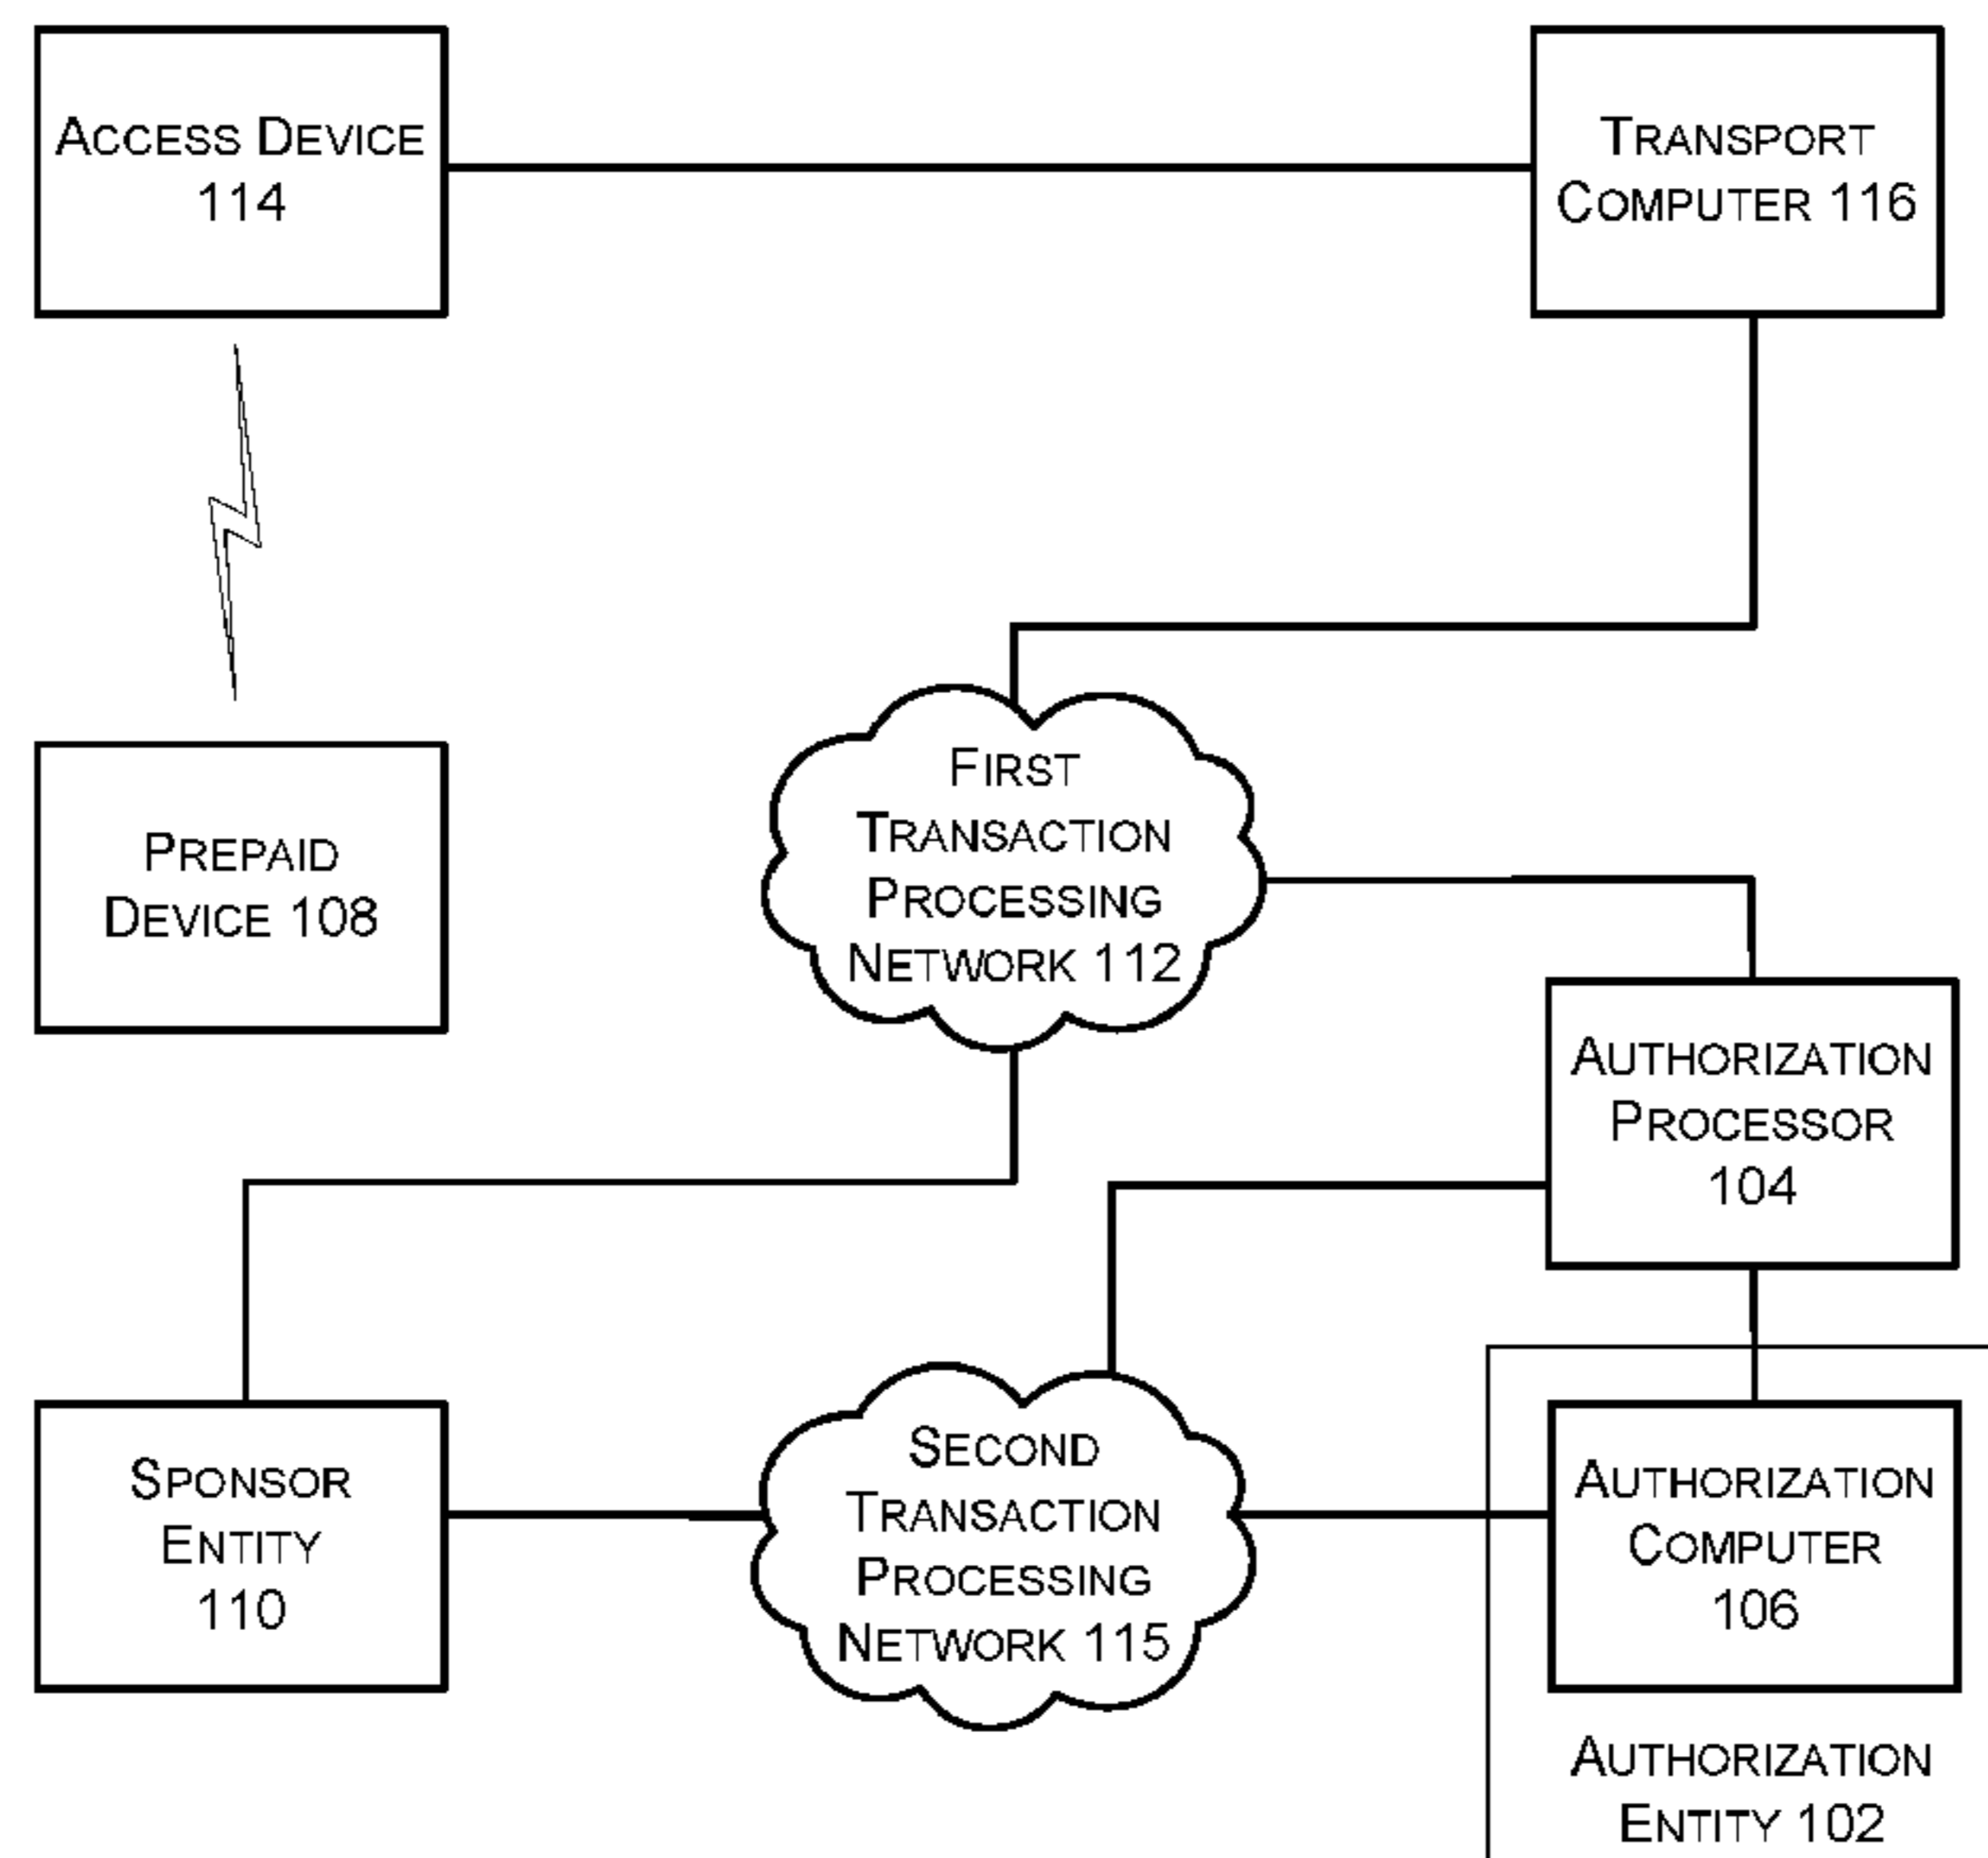 ACCESS DEVICE
114
TRANSPORT
COMPUTER 116
FIRST
TRANSACTION
PROCESSING
NETWORK 112
PREPAID
DEVICE 108
AUTHORIZATION
PROCESSOR
104
SPONSOR
ENTITY
110
SECOND
TRANSACTION
PROCESSING
NETWORK 115
AUTHORIZATION
COMPUTER
106
AUTHORIZATION
ENTITY 102